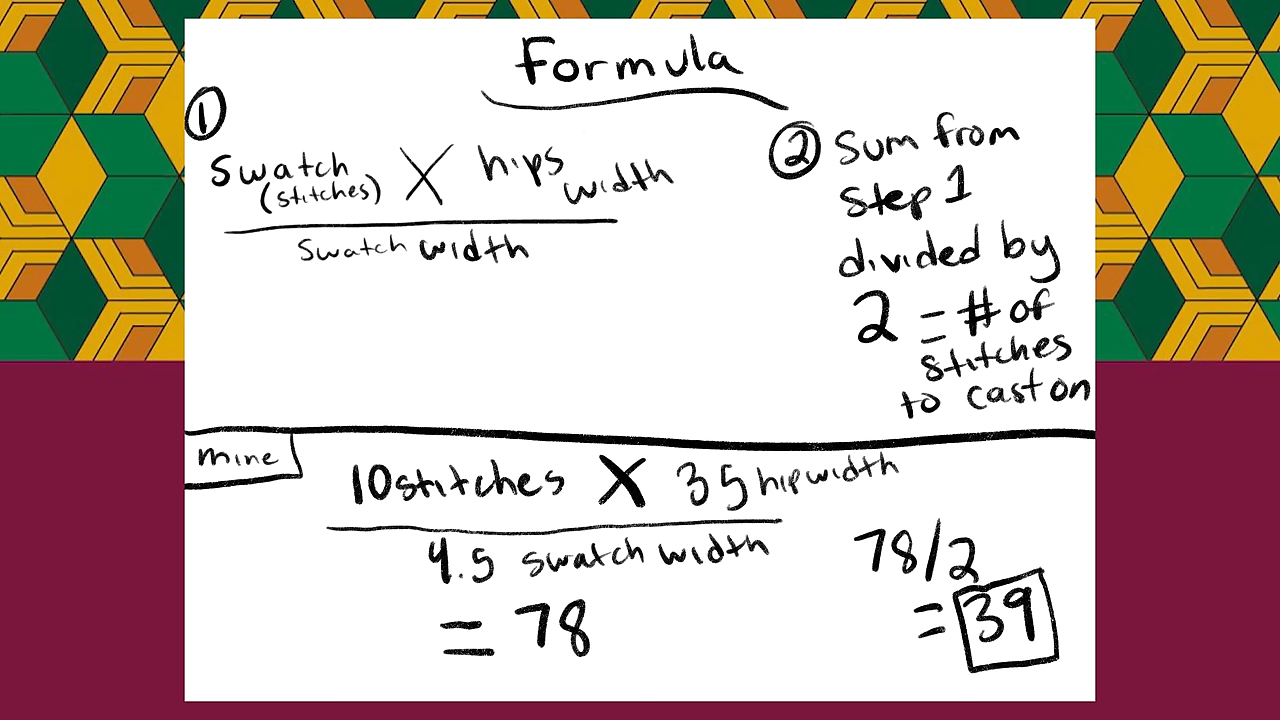 Formula
①
Swatch (stitches) X hips width
Swatch width
② Sum from
Step 1
divided by
2 = # of
stitches
to cast on
mine
10 stitches X 35 hip width
4.5 swatch width
= 78
78/2
= 39